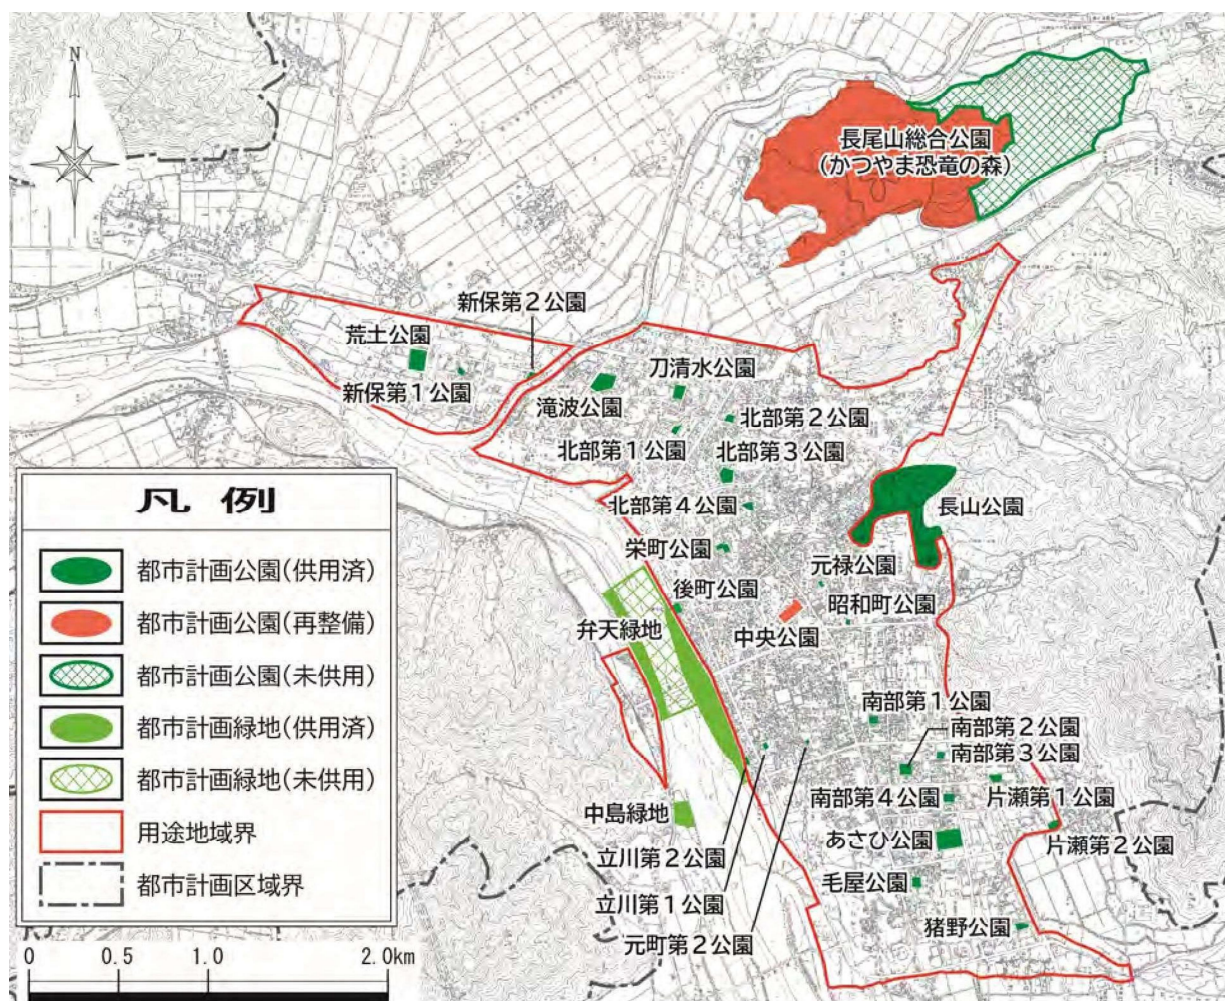 N
長尾山総合公園
(かつやま恐竜の森)
新保第2公園
荒土公園
新保第1公園
滝波公園
刀清水公園
北部第2公園
北部第1公園
北部第3公園
北部第4公園
長山公園
栄町公園
元禄公園
後町公園
昭和町公園
弁天緑地
中央公園
南部第1公園
南部第2公園
南部第3公園
南部第4公園
片瀬第1公園
中島緑地
あさひ公園
片瀬第2公園
立川第2公園
毛屋公園
立川第1公園
猪野公園
元町第2公園
凡例
都市計画公園(供用済)
都市計画公園(再整備)
都市計画公園(未供用)
都市計画緑地(供用済)
都市計画緑地(未供用)
用途地域界
都市計画区域界
0 0.5 1.0 2.0km